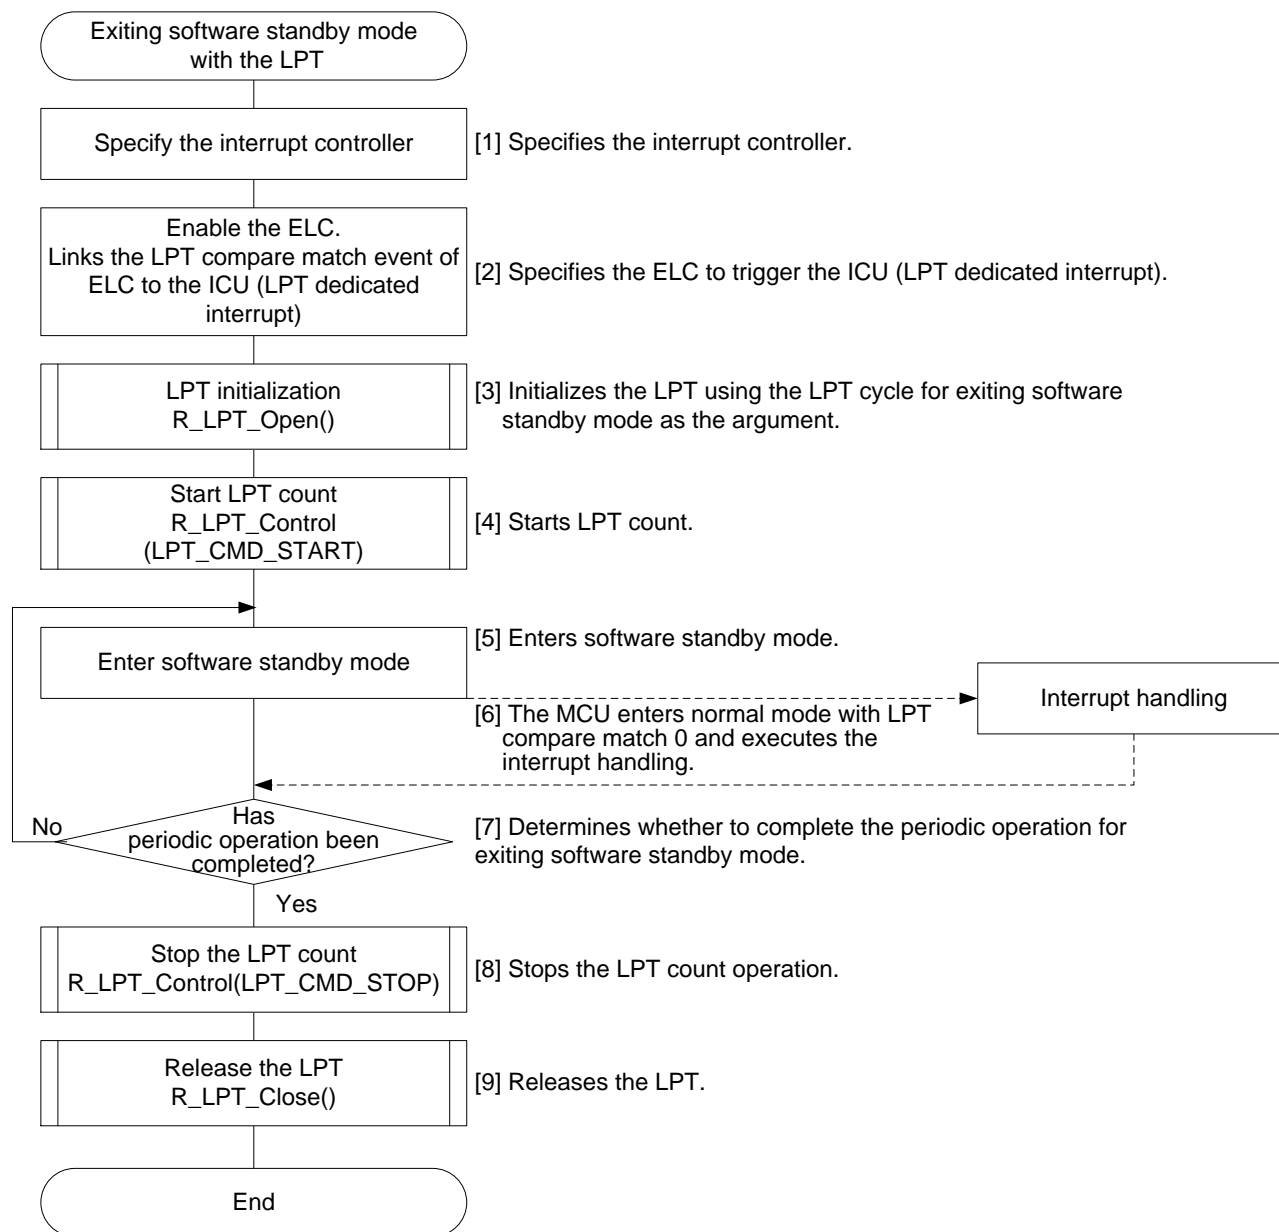 Exiting software standby mode
with the LPT
Specify the interrupt controller
[1] Specifies the interrupt controller.
Enable the ELC.
Links the LPT compare match event of
ELC to the ICU (LPT dedicated
interrupt)
[2] Specifies the ELC to trigger the ICU (LPT dedicated interrupt).
LPT initialization
R_LPT_Open()
[3] Initializes the LPT using the LPT cycle for exiting software
standby mode as the argument.
Start LPT count
R_LPT_Control
(LPT_CMD_START)
[4] Starts LPT count.
Enter software standby mode
[5] Enters software standby mode.
Interrupt handling
[6] The MCU enters normal mode with LPT
compare match 0 and executes the
interrupt handling.
Has
periodic operation been
completed?
No
[7] Determines whether to complete the periodic operation for
exiting software standby mode.
Yes
Stop the LPT count
R_LPT_Control(LPT_CMD_STOP)
[8] Stops the LPT count operation.
Release the LPT
R_LPT_Close()
[9] Releases the LPT.
End